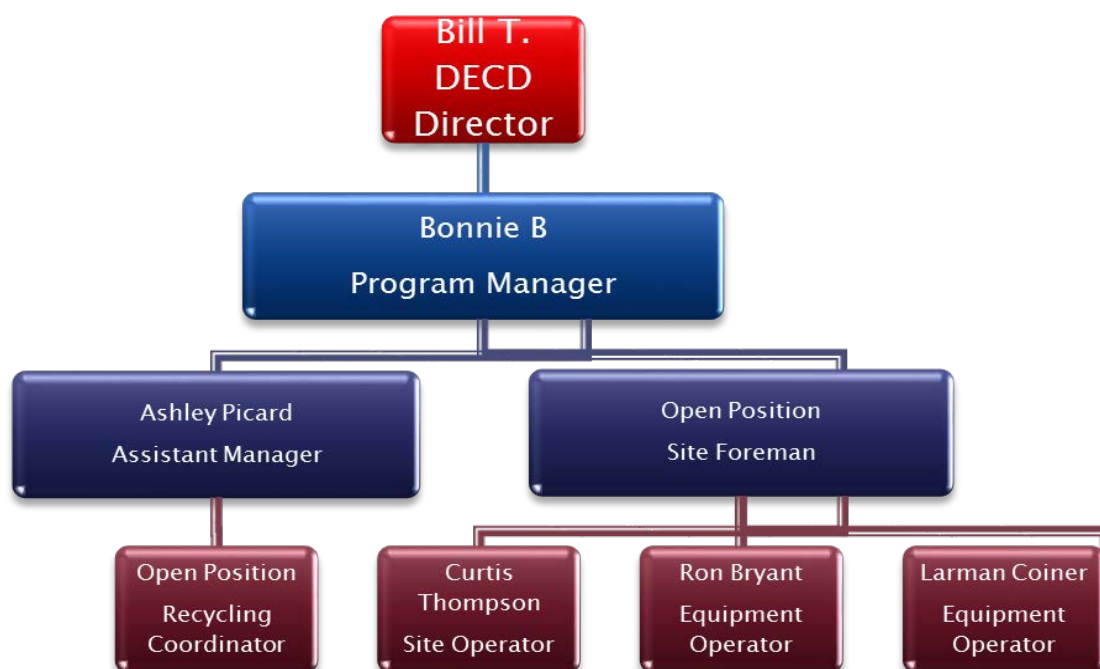 Bill T.
DECD
Director
Bonnie B
Program Manager
Ashley Picard
Assistant Manager
Open Position
Site Foreman
Open Position
Recycling
Coordinator
Curtis
Thompson
Site Operator
Ron Bryant
Equipment
Operator
Larman Coiner
Equipment
Operator